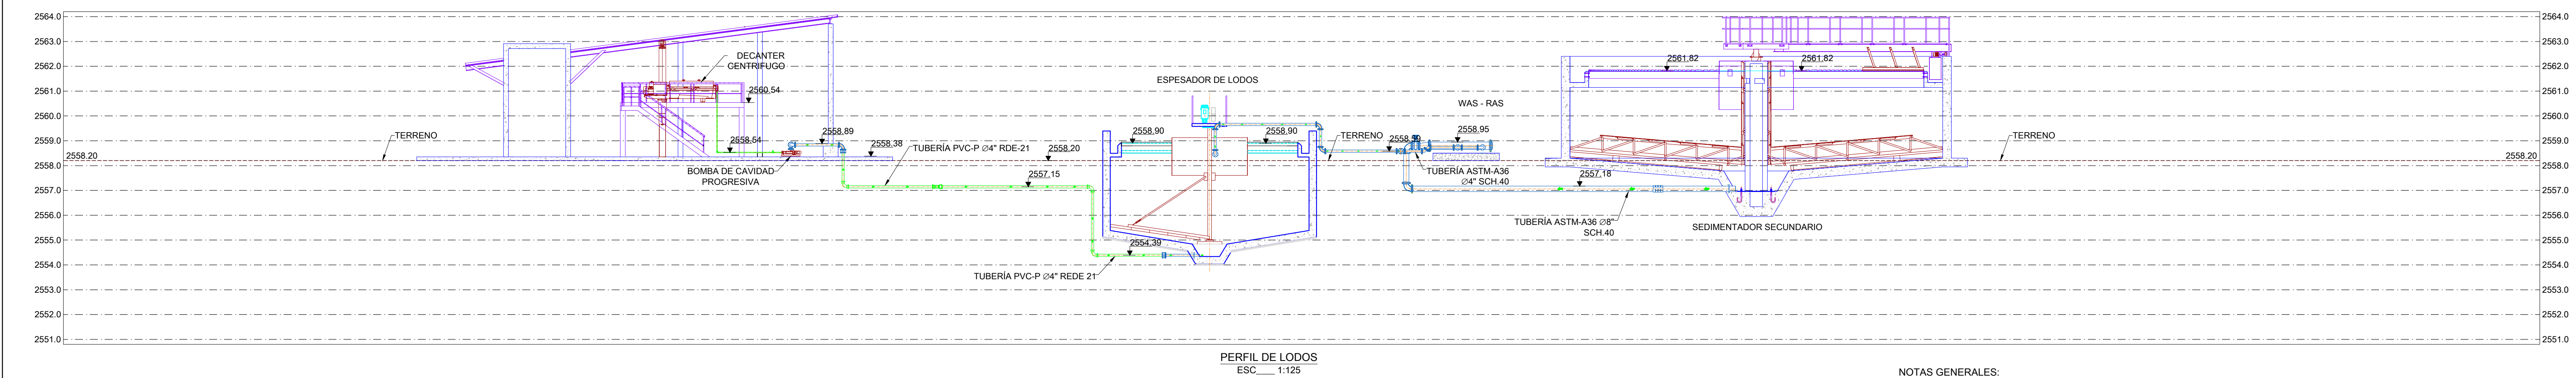 2564.0
2563.0
2562.0
2561.0
2560.0
2559.0
2558.0
2557.0
2556.0
2555.0
2554.0
2553.0
2552.0
2551.0
2558.20
TERRENO
DECANTER
CENTRIFUGO
2560,54
2558,54
2558,89
2558,38
BOMBA DE CAVIDAD
PROGRESIVA
TUBERÍA PVC-P Ø4" RDE-21
2557,15
2558,20
ESPESADOR DE LODOS
2558,90
2558,90
2554,39
TUBERÍA PVC-P Ø4" REDE 21
TERRENO
WAS - RAS
2558,95
TUBERÍA ASTM-A36
Ø4" SCH.40
2557,18
TUBERÍA ASTM-A36 Ø8"
SCH.40
2561,82
2561,82
SEDIMENTADOR SECUNDARIO
TERRENO
2558.20
2564.0
2563.0
2562.0
2561.0
2560.0
2559.0
2558.0
2557.0
2556.0
2555.0
2554.0
2553.0
2552.0
2551.0
PERFIL DE LODOS
ESC____ 1:125
NOTAS GENERALES: